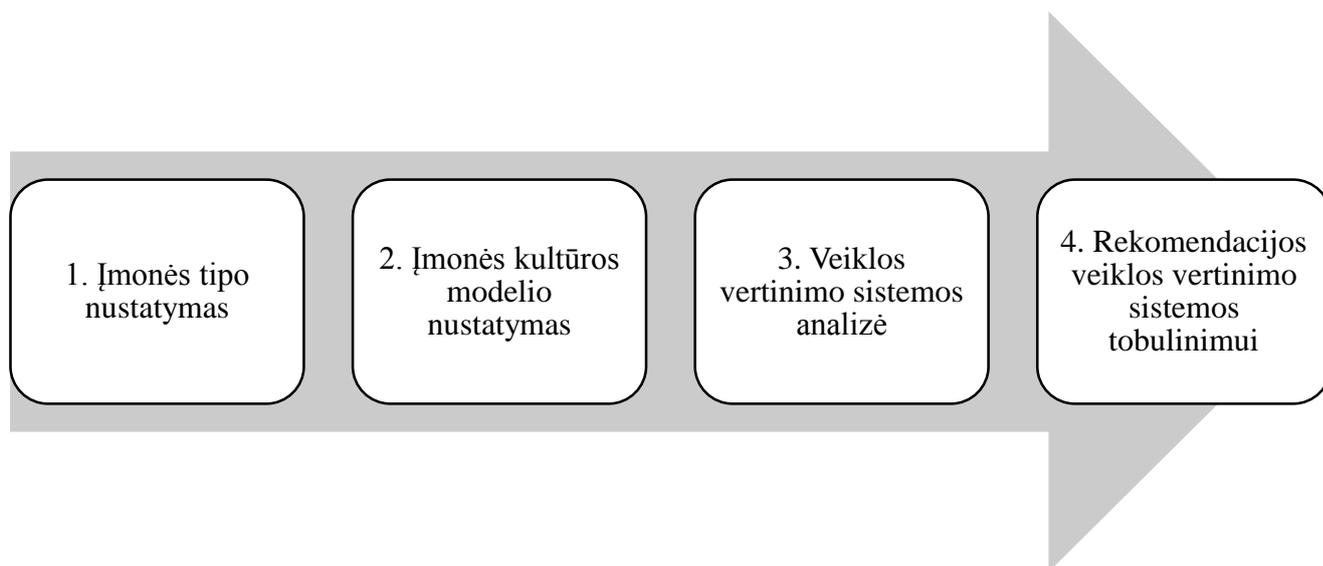 1. Įmonės tipo
nustatymas
2. Įmonės kultūros
modelio
nustatymas
3. Veiklos
vertinimo sistemos
analizė
4. Rekomendacijos
veiklos vertinimo
sistemos
tobulinimui